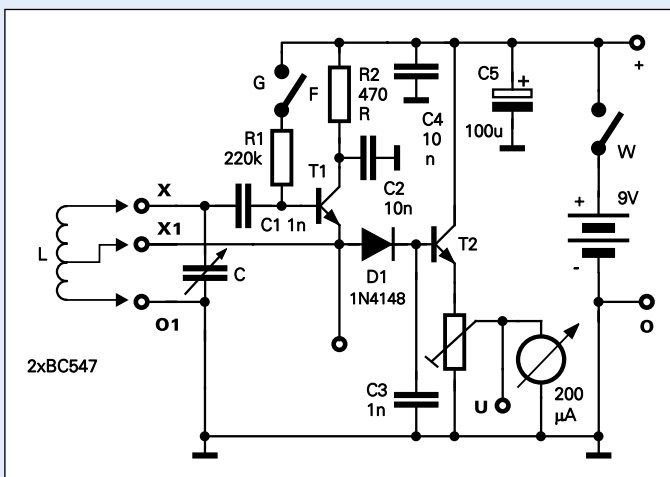 +
G
F
R2
470
R
C5
+
100u
C4
10
n
R1
220k
W
T1
C2
10n
X
C1 1n
+
9V
X1
T2
L
C
D1
1N4148
-
O1
O
2xBC547
C3
1n
U
200
µA